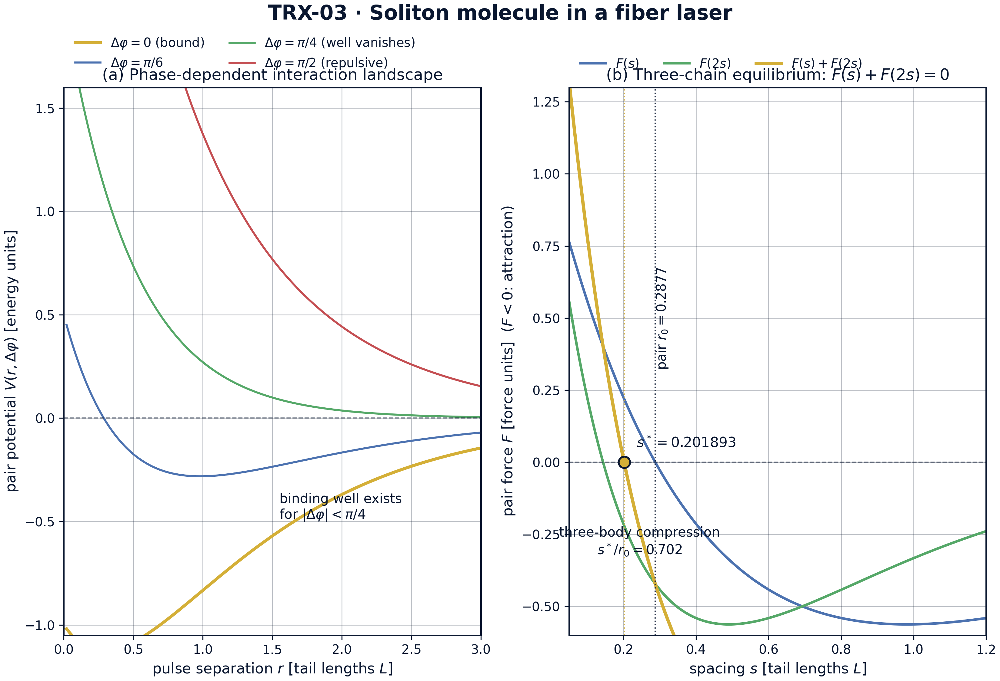 TRX-03 · Soliton molecule in a fiber laser
Δφ = 0 (bound)
Δφ = π/6
Δφ = π/4 (well vanishes)
Δφ = π/2 (repulsive)
(a) Phase-dependent interaction landscape
1.5
1.0
0.5
0.0
−0.5
−1.0
pair potential V(r, Δφ) [energy units]
binding well exists
for |Δφ| < π/4
0.0 0.5 1.0 1.5 2.0 2.5 3.0
pulse separation r [tail lengths L]
F(s)
F(2s)
F(s) + F(2s)
(b) Three-chain equilibrium: F(s) + F(2s) = 0
1.25
1.00
0.75
0.50
0.25
0.00
−0.25
−0.50
pair force F [force units] (F < 0: attraction)
pair r₀ = 0.2877
s* = 0.201893
three-body compression
s*/r₀ = 0.702
0.2 0.4 0.6 0.8 1.0 1.2
spacing s [tail lengths L]